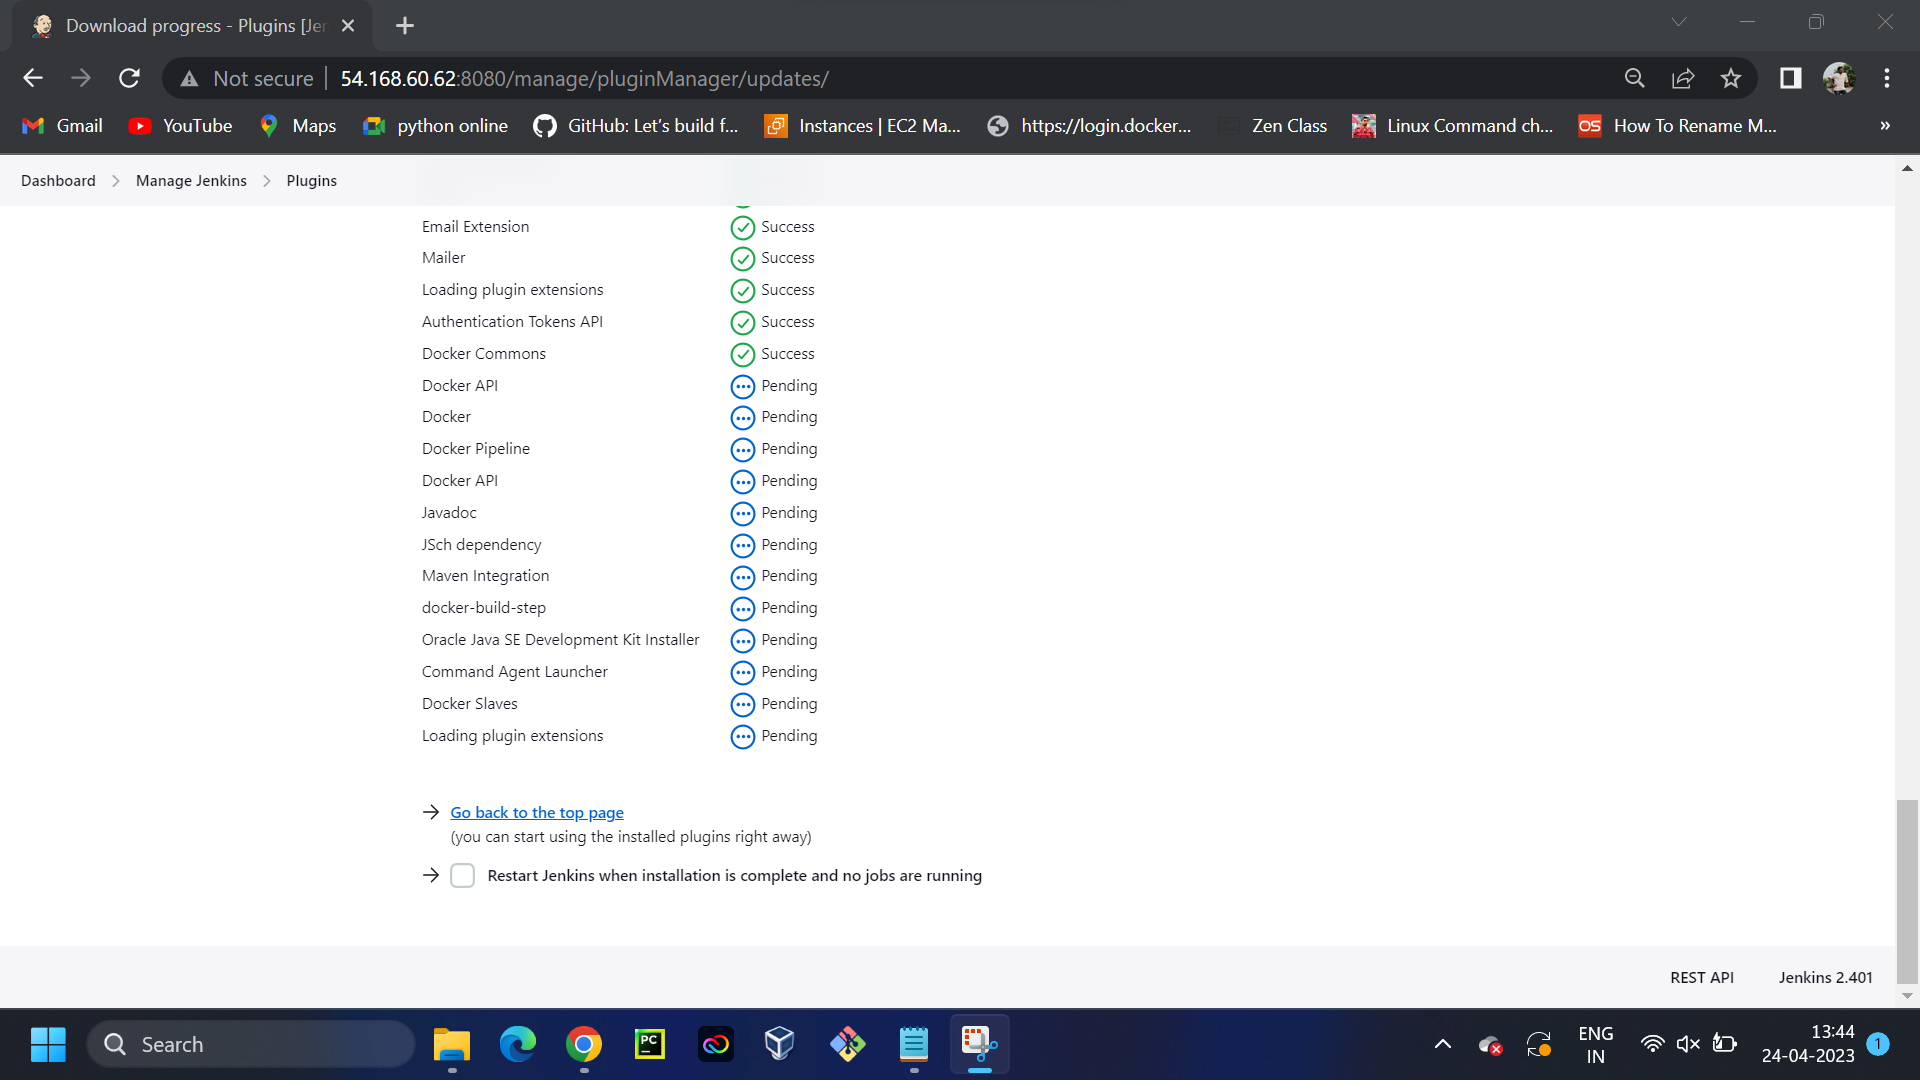 Download progress - Plugins [Jer
Not secure 54.168.60.62:8080/manage/pluginManager/updates/
Gmail YouTube Maps python online GitHub: Let's build f... Instances | EC2 Ma... https://login.docker... Zen Class Linux Command ch... OS How To Rename M... »
Dashboard Manage Jenkins Plugins
Email Extension Success
Mailer Success
Loading plugin extensions Success
Authentication Tokens API Success
Docker Commons Success
Docker API Pending
Docker Pending
Docker Pipeline Pending
Docker API Pending
Javadoc Pending
JSch dependency Pending
Maven Integration Pending
docker-build-step Pending
Oracle Java SE Development Kit Installer Pending
Command Agent Launcher Pending
Docker Slaves Pending
Loading plugin extensions Pending
Go back to the top page
(you can start using the installed plugins right away)
Restart Jenkins when installation is complete and no jobs are running
REST API Jenkins 2.401
Search PC ENG IN 13:44
24-04-2023 1